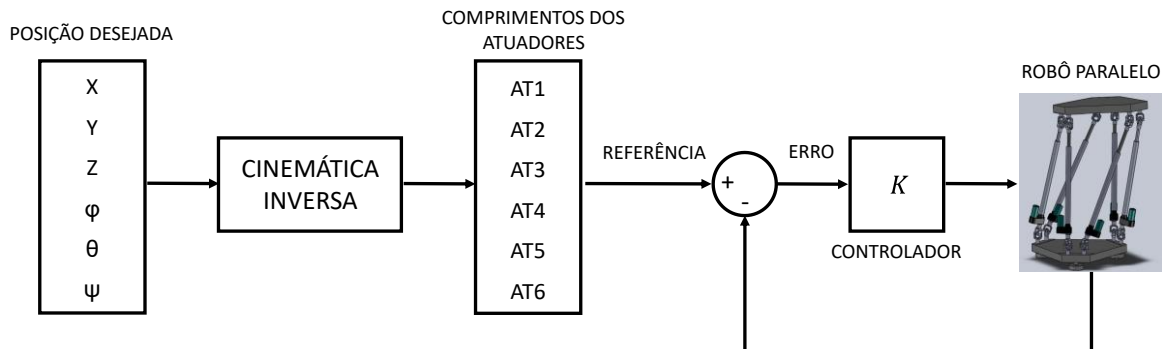 POSIÇÃO DESEJADA
X
Y
Z
φ
θ
ψ
CINEMÁTICA
INVERSA
COMPRIMENTOS DOS
ATUADORES
AT1
AT2
AT3
AT4
AT5
AT6
REFERÊNCIA
+
-
ERRO
K
CONTROLADOR
ROBÔ PARALELO